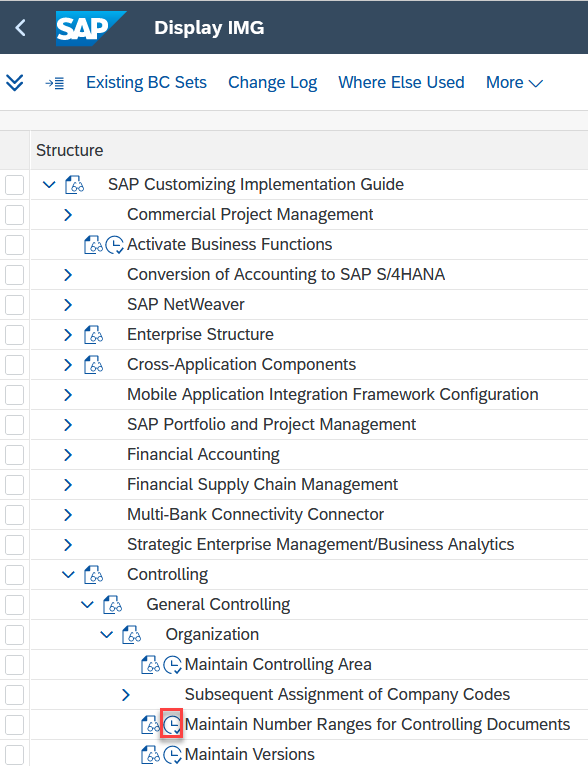 SAP Display IMG
Existing BC Sets Change Log Where Else Used More
Structure
SAP Customizing Implementation Guide
Commercial Project Management
Activate Business Functions
Conversion of Accounting to SAP S/4HANA
SAP NetWeaver
Enterprise Structure
Cross-Application Components
Mobile Application Integration Framework Configuration
SAP Portfolio and Project Management
Financial Accounting
Financial Supply Chain Management
Multi-Bank Connectivity Connector
Strategic Enterprise Management/Business Analytics
Controlling
General Controlling
Organization
Maintain Controlling Area
Subsequent Assignment of Company Codes
Maintain Number Ranges for Controlling Documents
Maintain Versions